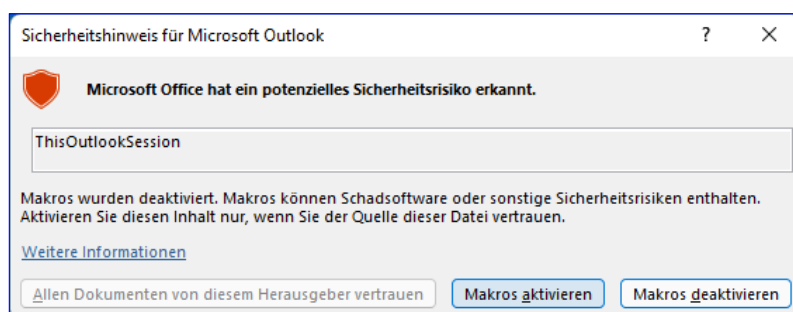 Sicherheitshinweis für Microsoft Outlook ?
Microsoft Office hat ein potenzielles Sicherheitsrisiko erkannt.
ThisOutlookSession
Makros wurden deaktiviert. Makros können Schadsoftware oder sonstige Sicherheitsrisiken enthalten.
Aktivieren Sie diesen Inhalt nur, wenn Sie der Quelle dieser Datei vertrauen.
Weitere Informationen
Allen Dokumenten von diesem Herausgeber vertrauen Makros aktivieren Makros deaktivieren